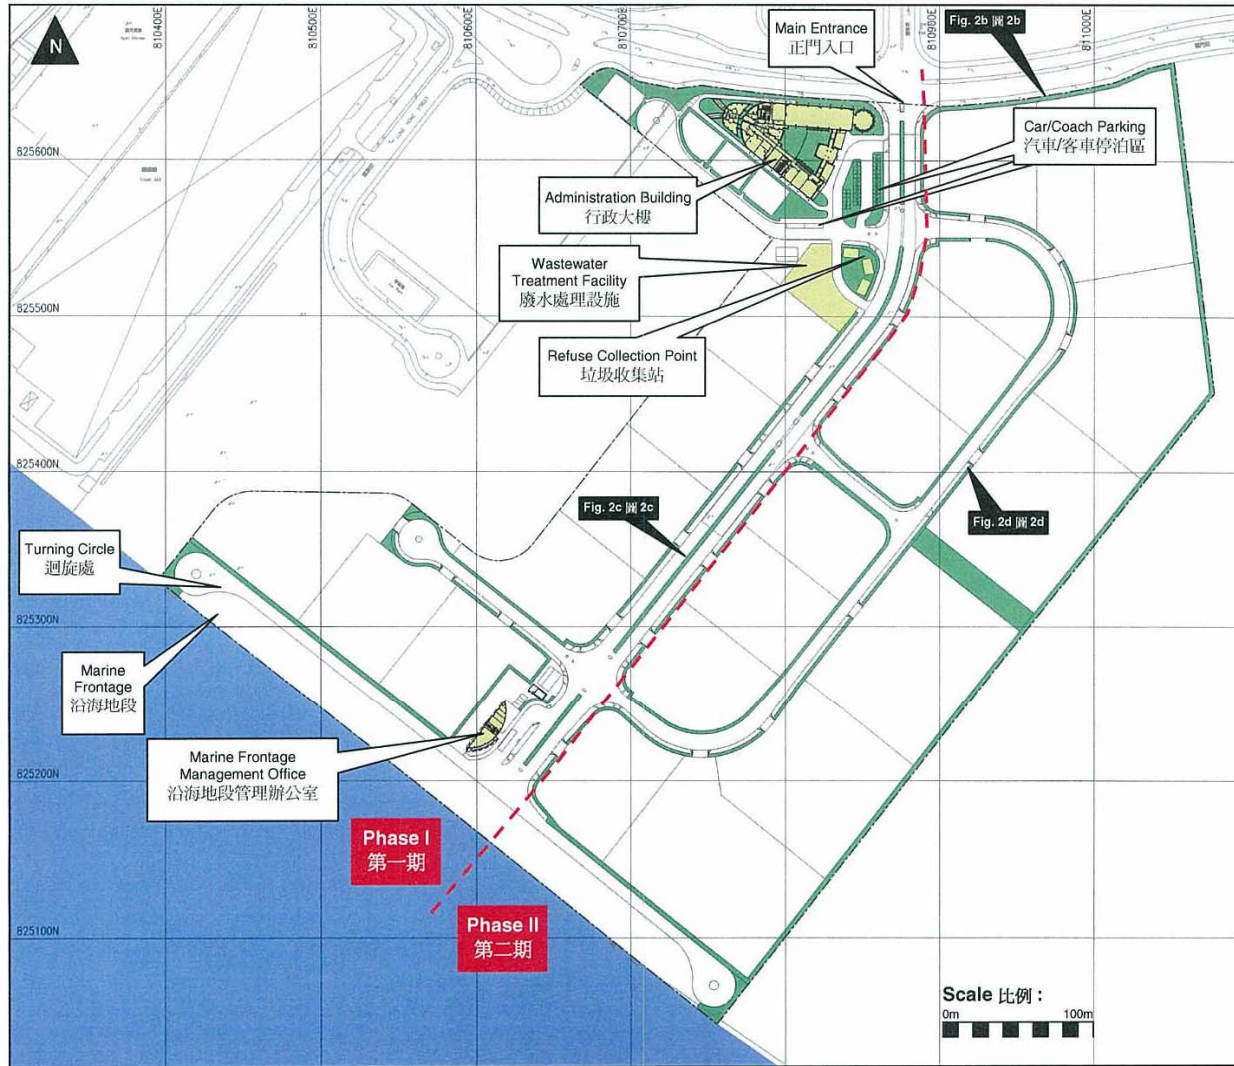 N
810400
810500
810600
810700
810980
811000E
Main Entrance
正門入口
Fig. 2b 圖 2b
Car/Coach Parking
汽車/客車停泊區
825600N
Administration Building
行政大樓
Wastewater
Treatment Facility
廢水處理設施
825500N
Refuse Collection Point
垃圾收集站
825400N
Fig. 2c 圖 2c
Fig. 2d 圖 2d
Turning Circle
迴旋處
825300N
Marine
Frontage
沿海地段
Marine Frontage
Management Office
沿海地段管理辦公室
825200N
Phase I
第一期
Phase II
第二期
825100N
Scale 比例 :
0m 100m